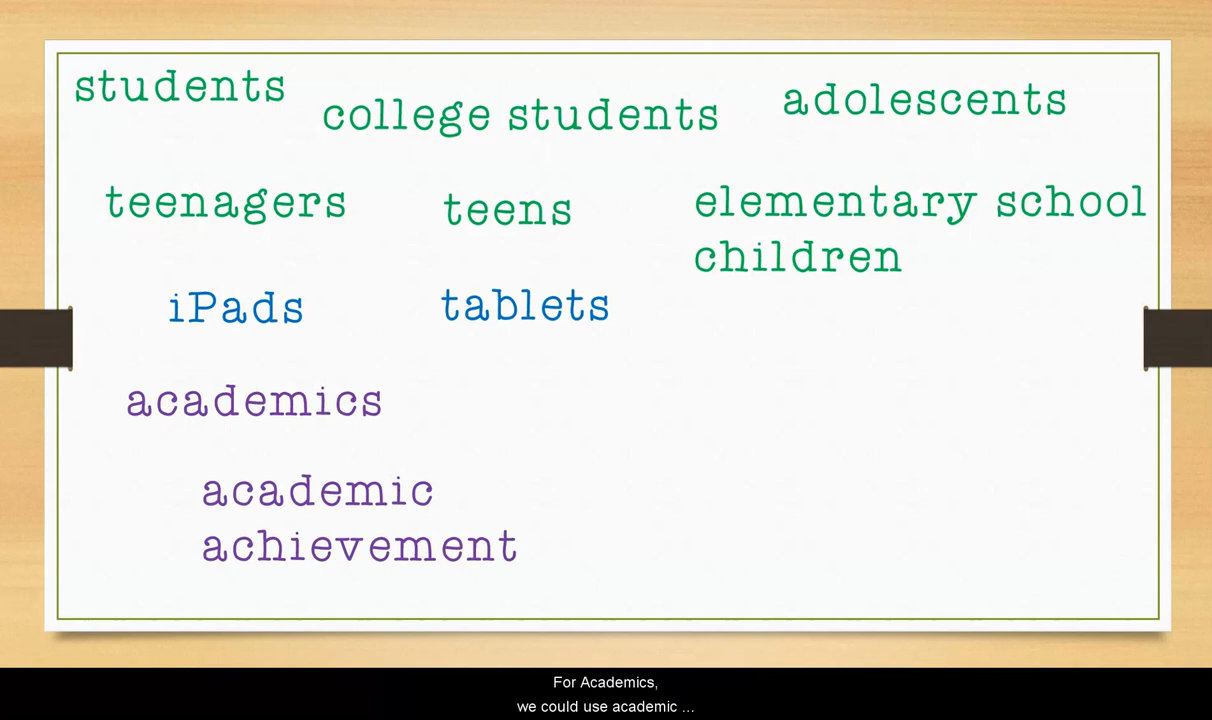 students
college students
adolescents
teenagers
teens
elementary school
children
iPads
tablets
academics
academic
achievement
For Academics,
we could use academic ...